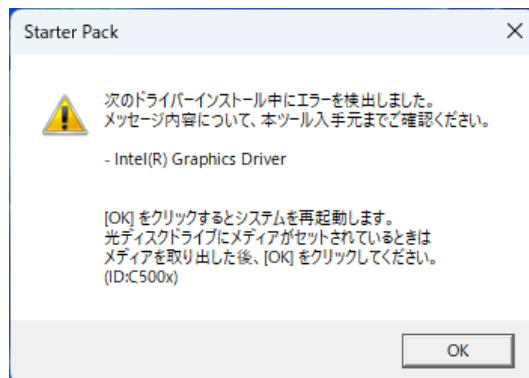 Starter Pack
次のドライバーインストール中にエラーを検出しました。
メッセージ内容について、本ツール入手元までご確認ください。
- Intel(R) Graphics Driver
[OK] をクリックするとシステムを再起動します。
光ディスクドライブにメディアがセットされているときは
メディアを取り出した後、[OK] をクリックしてください。
(ID:C500x)
OK